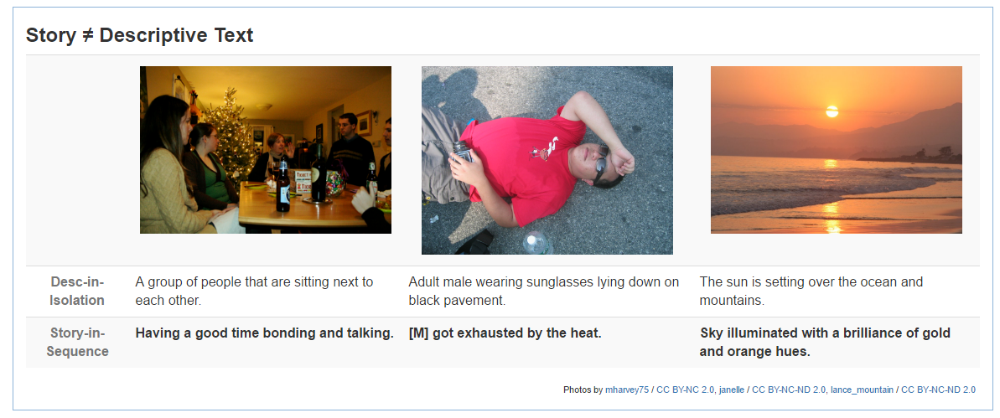 Story ≠ Descriptive Text
Desc-in-
Isolation
A group of people that are sitting next to
each other.
Adult male wearing sunglasses lying down on
black pavement.
The sun is setting over the ocean and
mountains.
Story-in-
Sequence
Having a good time bonding and talking.
[M] got exhausted by the heat.
Sky illuminated with a brilliance of gold
and orange hues.
Photos by mharvey75 / CC BY-NC 2.0, janelle / CC BY-NC-ND 2.0, lance_mountain / CC BY-NC-ND 2.0